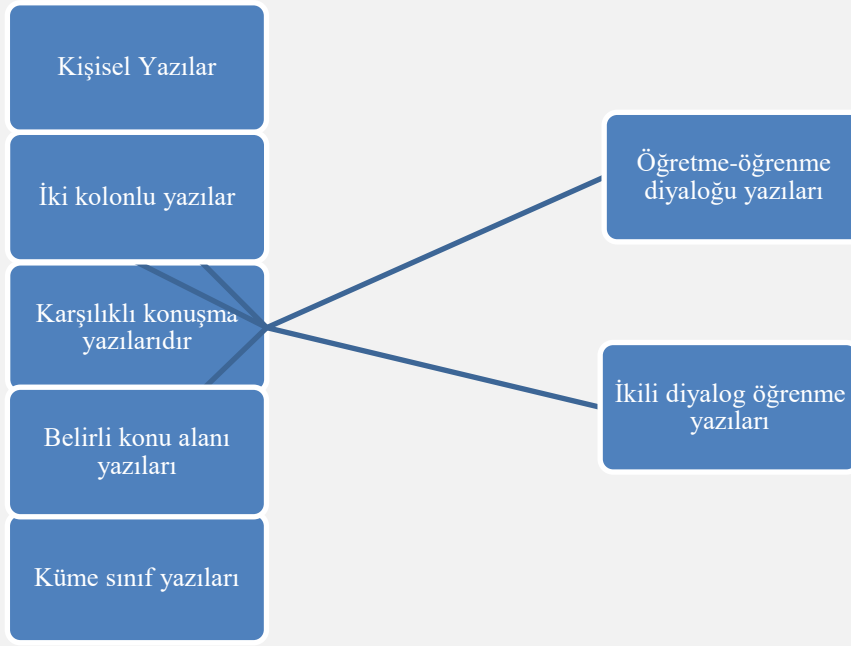 Kişisel Yazılar
İki kolonlu yazılar
Karşılıklı konuşma
yazılarıdır
Belirli konu alanı
yazıları
Küme sınıf yazıları
Öğretme-öğrenme
diyaloğu yazıları
İkili diyalog öğrenme
yazıları